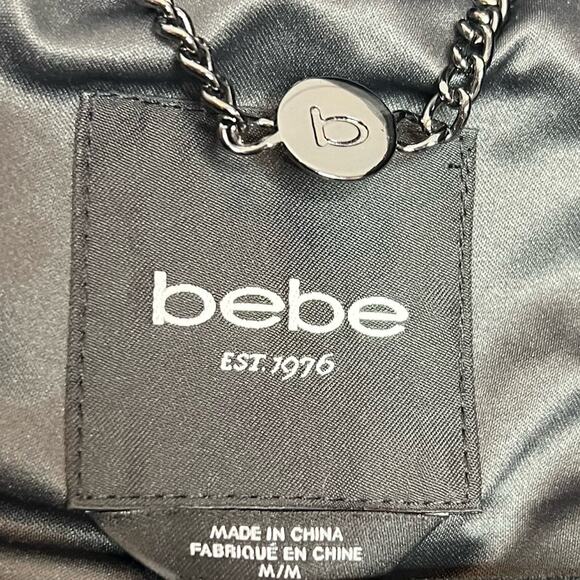 b
bebe
EST. 1976
MADE IN CHINA
FABRIQUÉ EN CHINE
M/M